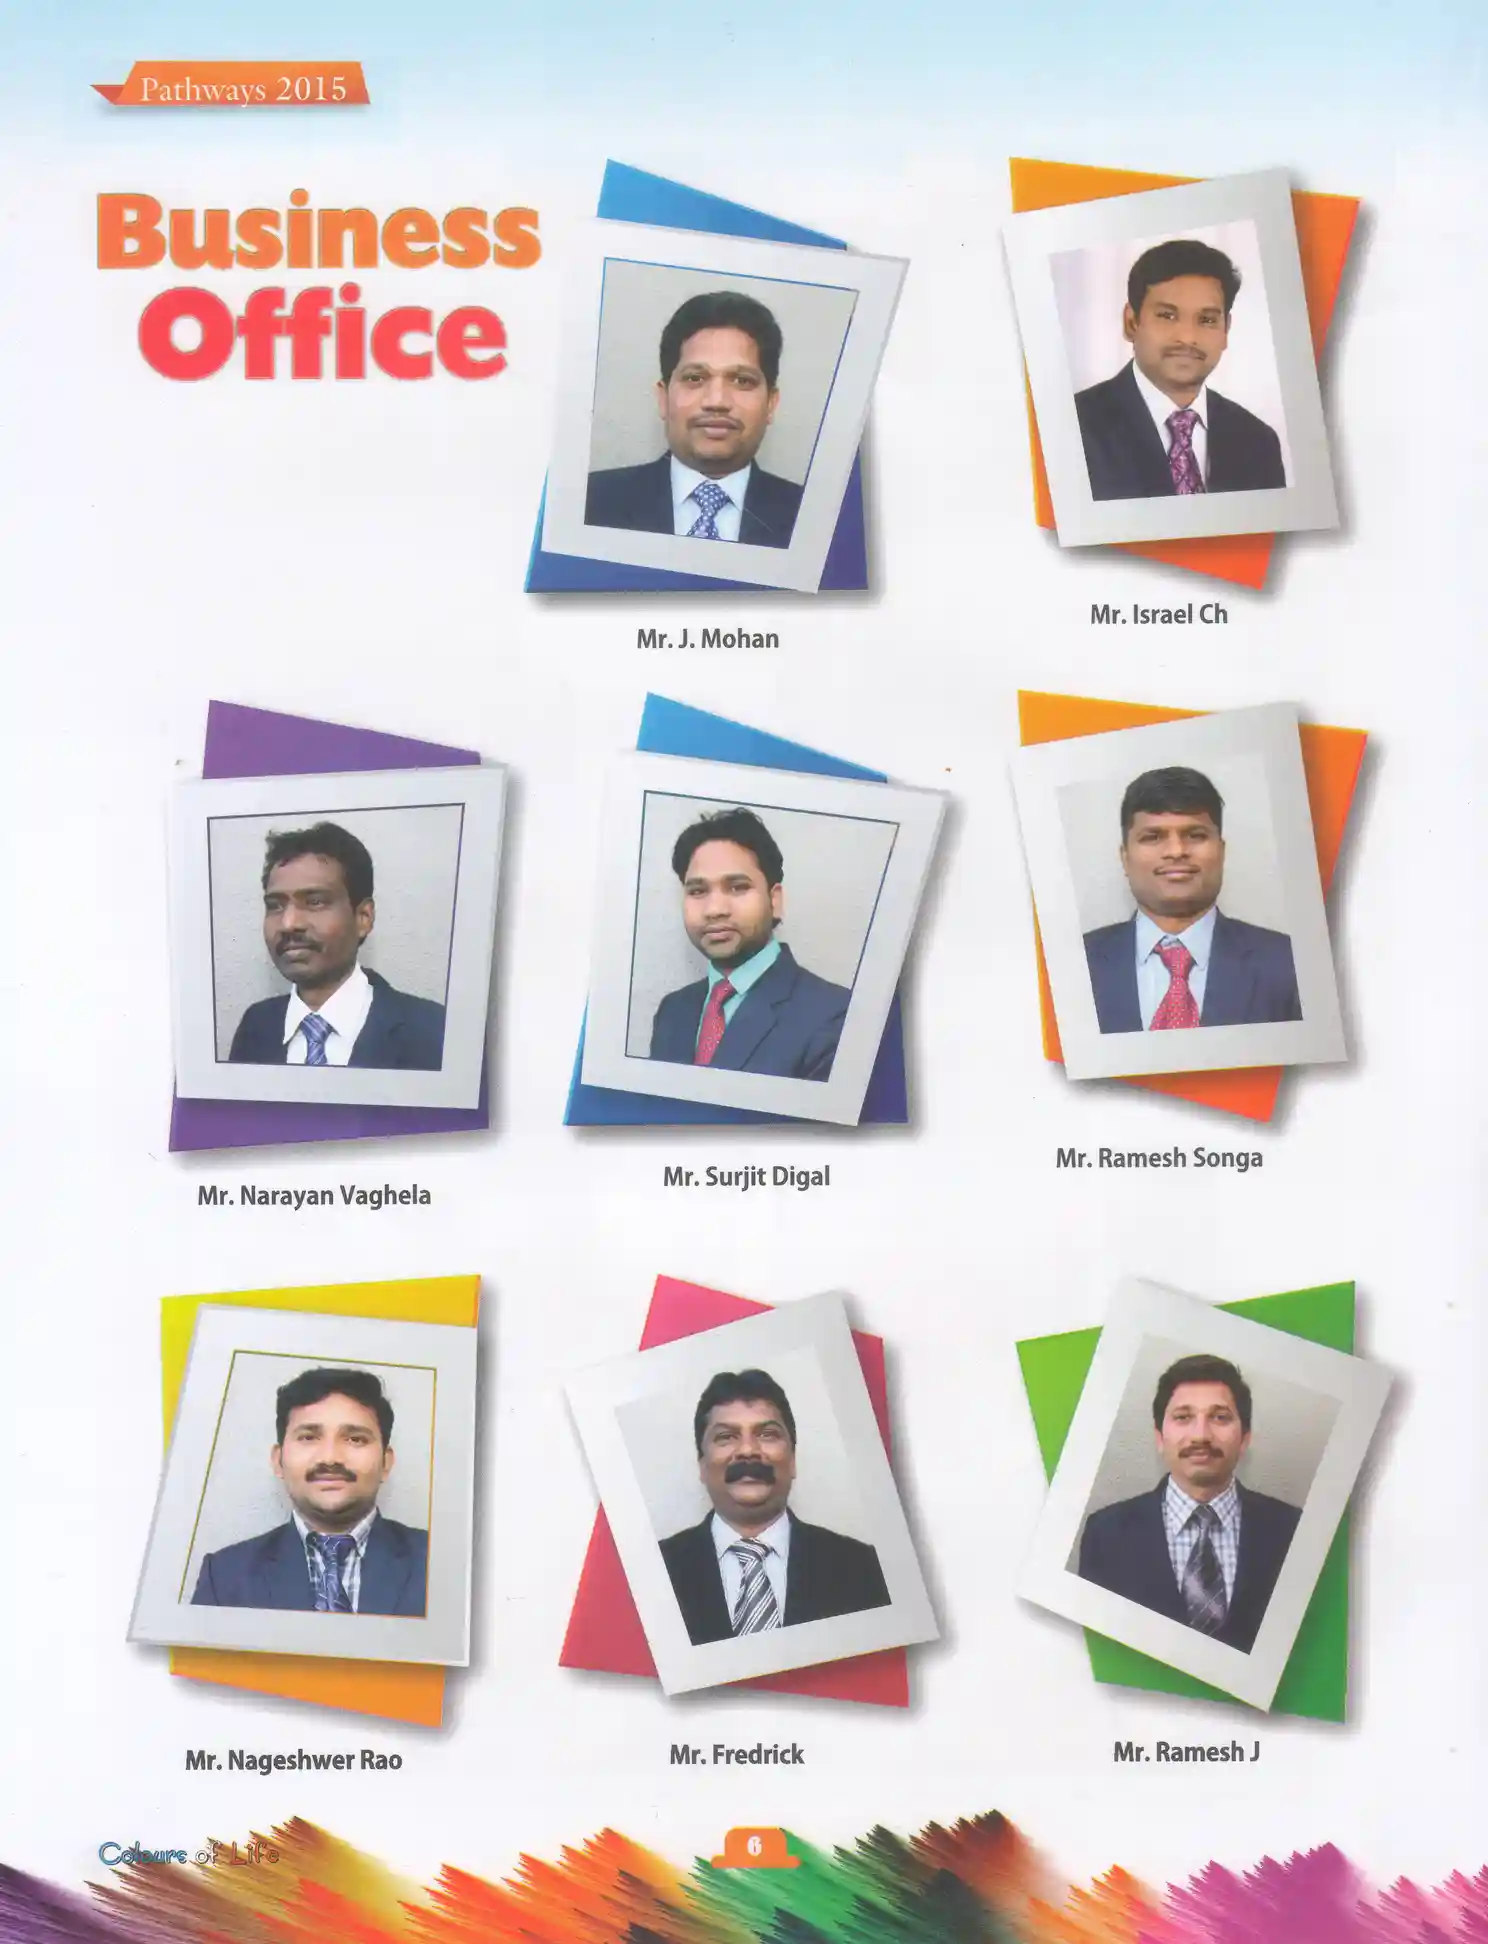 Pathways 2015
Business
Office
Mr. J. Mohan
Mr. Israel Ch
Mr. Narayan Vaghela
Mr. Surjit Digal
Mr. Ramesh Songa
Mr. Nageshwer Rao
Mr. Fredrick
Mr. Ramesh J
Colours of Life
6